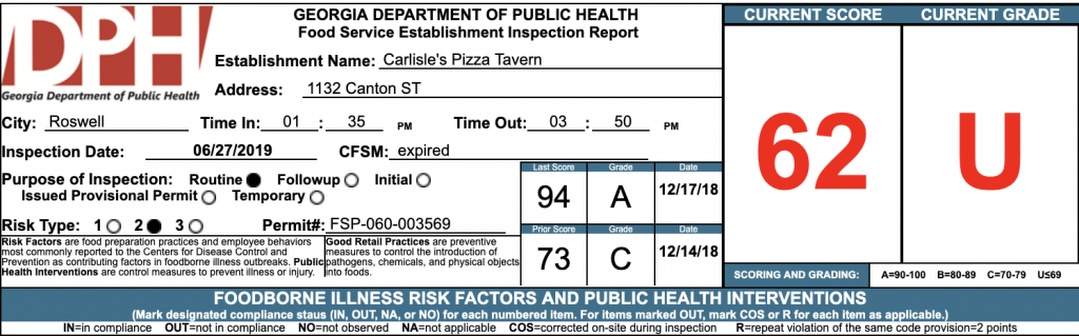 DPH
Georgia Department of Public Health
GEORGIA DEPARTMENT OF PUBLIC HEALTH
Food Service Establishment Inspection Report
Establishment Name: Carlisle's Pizza Tavern
Address: 1132 Canton ST
City: Roswell Time In: 01 : 35 PM Time Out: 03 : 50 PM
Inspection Date: 06/27/2019 CFSM: expired
Purpose of Inspection: Routine Followup Initial
Issued Provisional Permit Temporary
Risk Type: 1 2 3 Permit#: FSP-060-003569
Risk Factors are food preparation practices and employee behaviors
most commonly reported to the Centers for Disease Control and
Prevention as contributing factors in foodborne illness outbreaks. Public
Health Interventions are control measures to prevent illness or injury.
Good Retail Practices are preventive
measures to control the introduction of
pathogens, chemicals, and physical objects
into foods.
Last Score Grade Date
94 A 12/17/18
Prior Score Grade Date
73 C 12/14/18
CURRENT SCORE CURRENT GRADE
62 U
SCORING AND GRADING: A=90-100 B=80-89 C=70-79 U≤69
FOODBORNE ILLNESS RISK FACTORS AND PUBLIC HEALTH INTERVENTIONS
(Mark designated compliance staus (IN, OUT, NA, or NO) for each numbered item. For items marked OUT, mark COS or R for each item as applicable.)
IN=in compliance OUT=not in compliance NO=not observed NA=not applicable COS=corrected on-site during inspection R=repeat violation of the same code provision=2 points